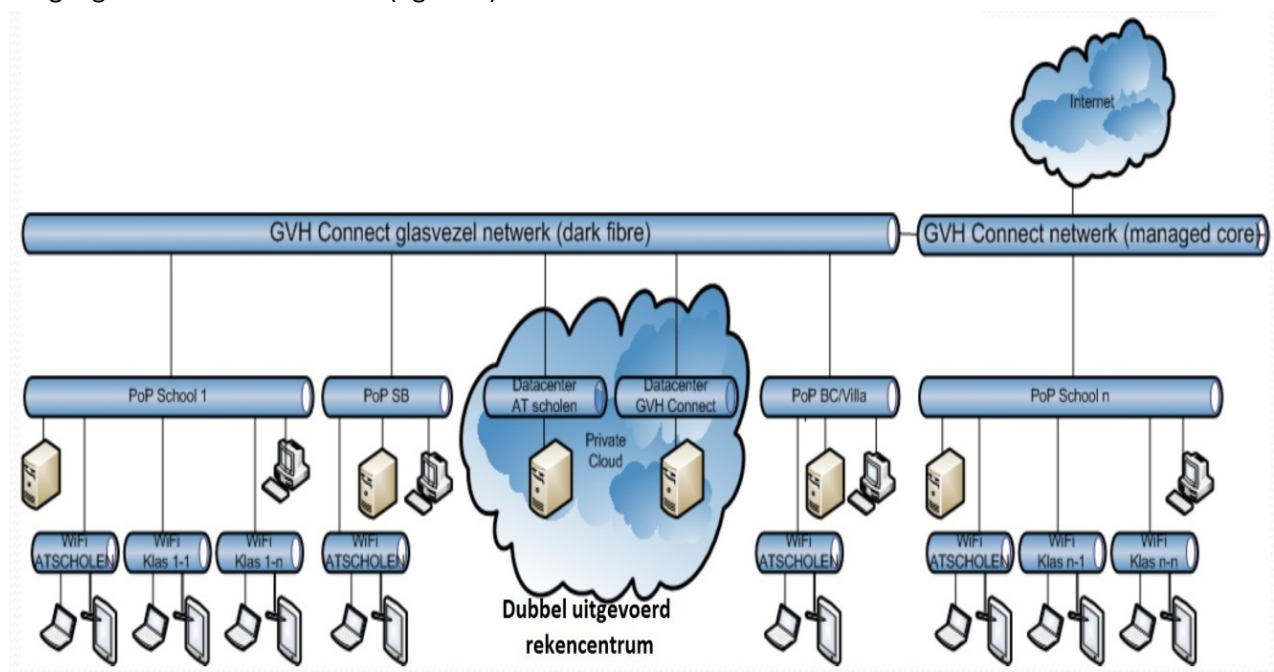 Internet
GVH Connect glasvezel netwerk (dark fibre)
GVH Connect netwerk (managed core)
PoP School 1
PoP SB
Datacenter
AT scholen
Datacenter
GVH Connect
PoP BC/Villa
PoP School n
Private
Cloud
WiFi
ATSCHOLEN
WiFi
Klas 1-1
WiFi
Klas 1-n
WiFi
ATSCHOLEN
WiFi
ATSCHOLEN
WiFi
ATSCHOLEN
WiFi
Klas n-1
WiFi
Klas n-n
Dubbel uitgevoerd
rekencentrum